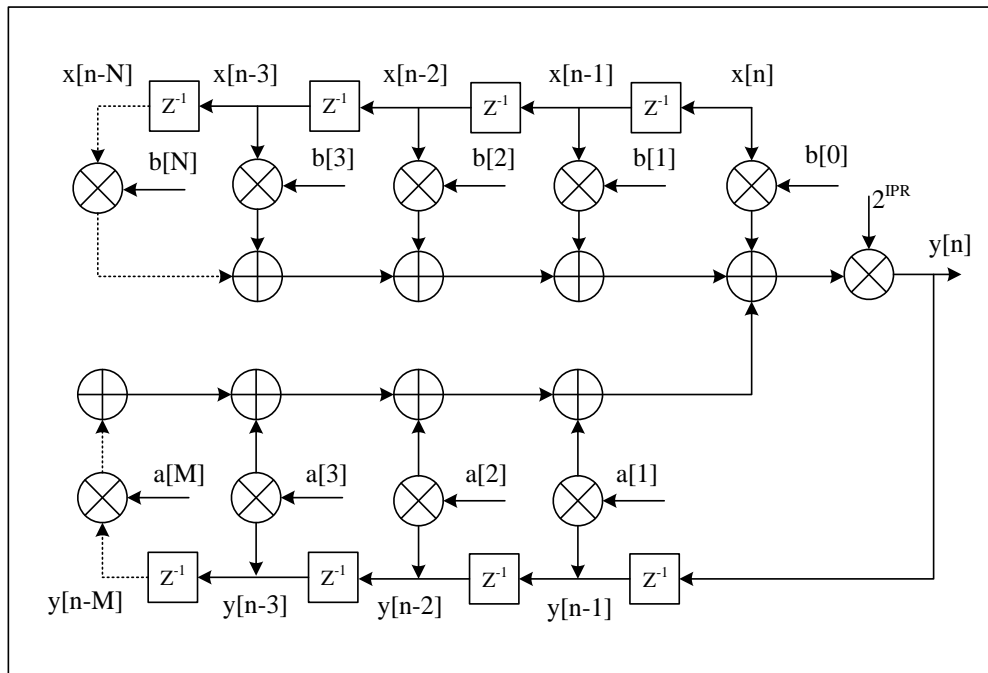 x[n-N] x[n-3] x[n-2] x[n-1] x[n]
Z⁻¹ Z⁻¹ Z⁻¹ Z⁻¹
b[N] b[3] b[2] b[1] b[0]
2ᴵᴾᴿ
y[n]
a[M] a[3] a[2] a[1]
Z⁻¹ Z⁻¹ Z⁻¹ Z⁻¹
y[n-M] y[n-3] y[n-2] y[n-1]